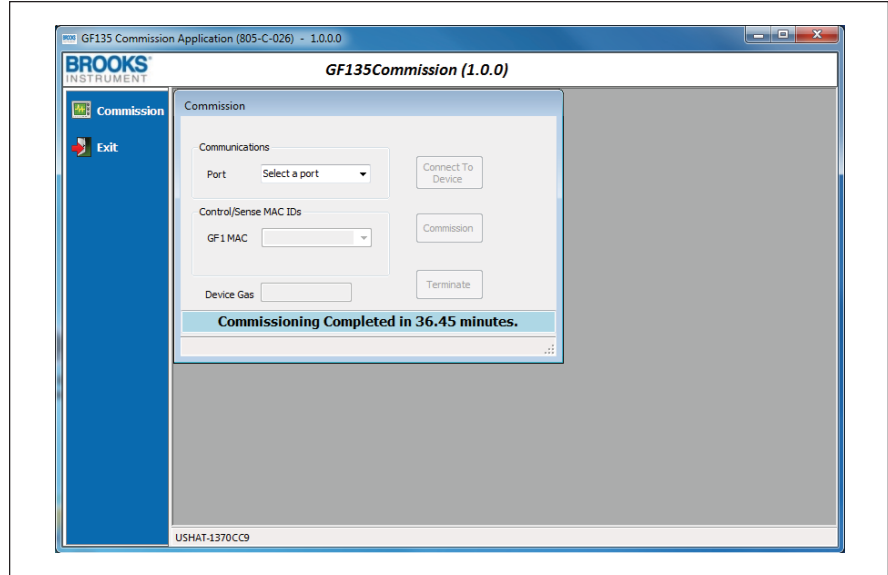 GF135 Commission Application (805-C-026) - 1.0.0.0
BROOKS
INSTRUMENT
GF135Commission (1.0.0)
Commission
Exit
Commission
Communications
Port
Select a port
Connect To
Device
Control/Sense MAC IDs
GF1 MAC
Commission
Device Gas
Terminate
Commissioning Completed in 36.45 minutes.
USHAT-1370CC9